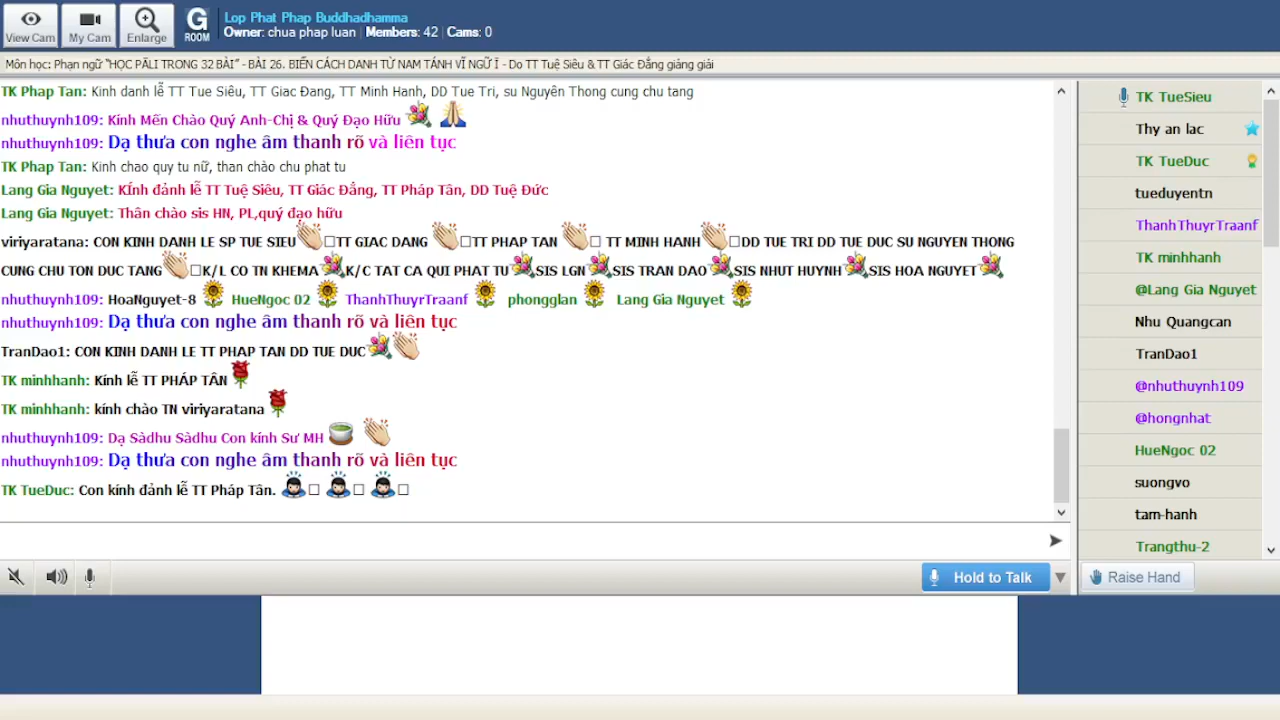 View Cam
My Cam
Enlarge
G
ROOM
Lop Phat Phap Buddhadhamma
Owner: chua phap luan | Members: 42 | Cams: 0
Môn học: Phạn ngữ "HỌC PĀLI TRONG 32 BÀI" - BÀI 26. BIẾN CÁCH DANH TỪ NAM TÁNH VĨ NGỮ Ī - Do TT Tuệ Siêu & TT Giác Đẳng giảng giải
TK Phap Tan: Kinh danh lễ TT Tue Siêu, TT Giac Đang, TT Minh Hanh, DD Tue Tri, su Nguyên Thong cung chu tang
nhuthuynh109: Kính Mến Chào Quý Anh-Chị & Quý Đạo Hữu
nhuthuynh109: Dạ thưa con nghe âm thanh rõ và liên tục
TK Phap Tan: Kinh chao quy tu nữ, than chào chu phat tu
Lang Gia Nguyet: KÍnh đảnh lễ TT Tuệ Siêu, TT Giác Đẳng, TT Pháp Tân, DD Tuệ Đức
Lang Gia Nguyet: Thân chào sis HN, PL,quý đạo hữu
viriyaratana: CON KINH DANH LE SP TUE SIEU TT GIAC DANG TT PHAP TAN TT MINH HANH DD TUE TRI DD TUE DUC SU NGUYEN THONG
CUNG CHU TON DUC TANG K/L CO TN KHEMA K/C TAT CA QUI PHAT TU SIS LGN SIS TRAN DAO SIS NHUT HUYNH SIS HOA NGUYET
nhuthuynh109: HoaNguyet-8 HueNgoc 02 ThanhThuyrTraanf phongglan Lang Gia Nguyet
nhuthuynh109: Dạ thưa con nghe âm thanh rõ và liên tục
TranDao1: CON KINH DANH LE TT PHAP TAN DD TUE DUC
TK minhhanh: Kính lễ TT PHÁP TÂN
TK minhhanh: kính chào TN viriyaratana
nhuthuynh109: Dạ Sàdhu Sàdhu Con kính Sư MH
nhuthuynh109: Dạ thưa con nghe âm thanh rõ và liên tục
TK TueDuc: Con kính đảnh lễ TT Pháp Tân.
Hold to Talk
TK TueSieu
Thy an lac
TK TueDuc
tueduyentn
ThanhThuyrTraanf
TK minhhanh
@Lang Gia Nguyet
Nhu Quangcan
TranDao1
@nhuthuynh109
@hongnhat
HueNgoc 02
suongvo
tam-hanh
Trangthu-2
Raise Hand